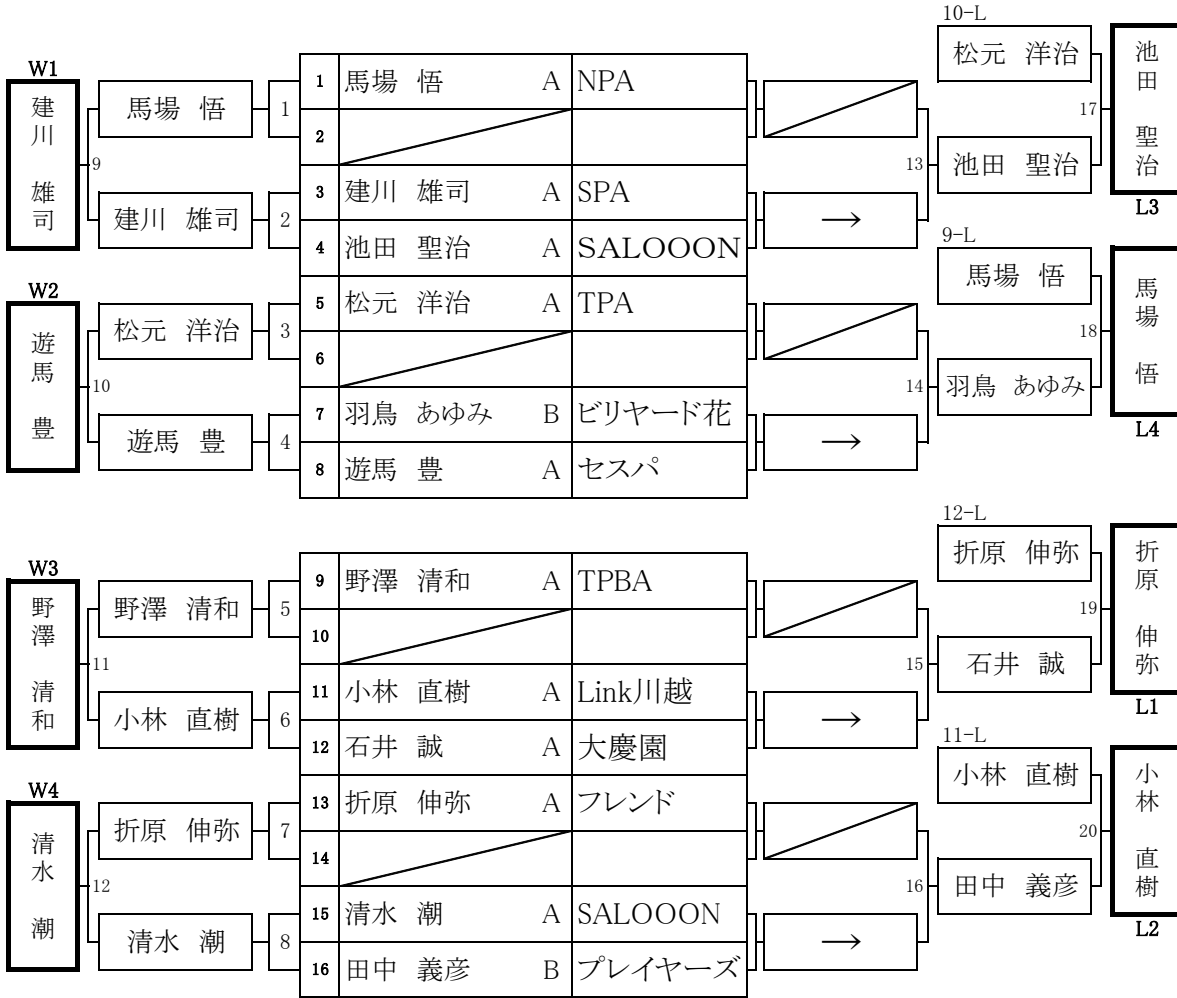 10-L
松元 洋治
池田 聖治
17
W1
建川 雄司
馬場 悟
1
1 馬場 悟 A NPA
2
9
13
池田 聖治
建川 雄司
2
3 建川 雄司 A SPA
→
L3
4 池田 聖治 A SALOOON
9-L
馬場 悟
馬場 悟
18
W2
遊馬 豊
松元 洋治
3
5 松元 洋治 A TPA
6
10
14
羽鳥 あゆみ
遊馬 豊
4
7 羽鳥 あゆみ B ビリヤード花
→
L4
8 遊馬 豊 A セスパ
12-L
折原 伸弥
折原 伸弥
19
W3
野澤 清和
野澤 清和
5
9 野澤 清和 A TPBA
10
11
15
石井 誠
小林 直樹
6
11 小林 直樹 A Link川越
→
L1
12 石井 誠 A 大慶園
11-L
小林 直樹
小林 直樹
20
W4
清水 潮
折原 伸弥
7
13 折原 伸弥 A フレンド
14
12
16
田中 義彦
清水 潮
8
15 清水 潮 A SALOOON
→
L2
16 田中 義彦 B プレイヤーズ